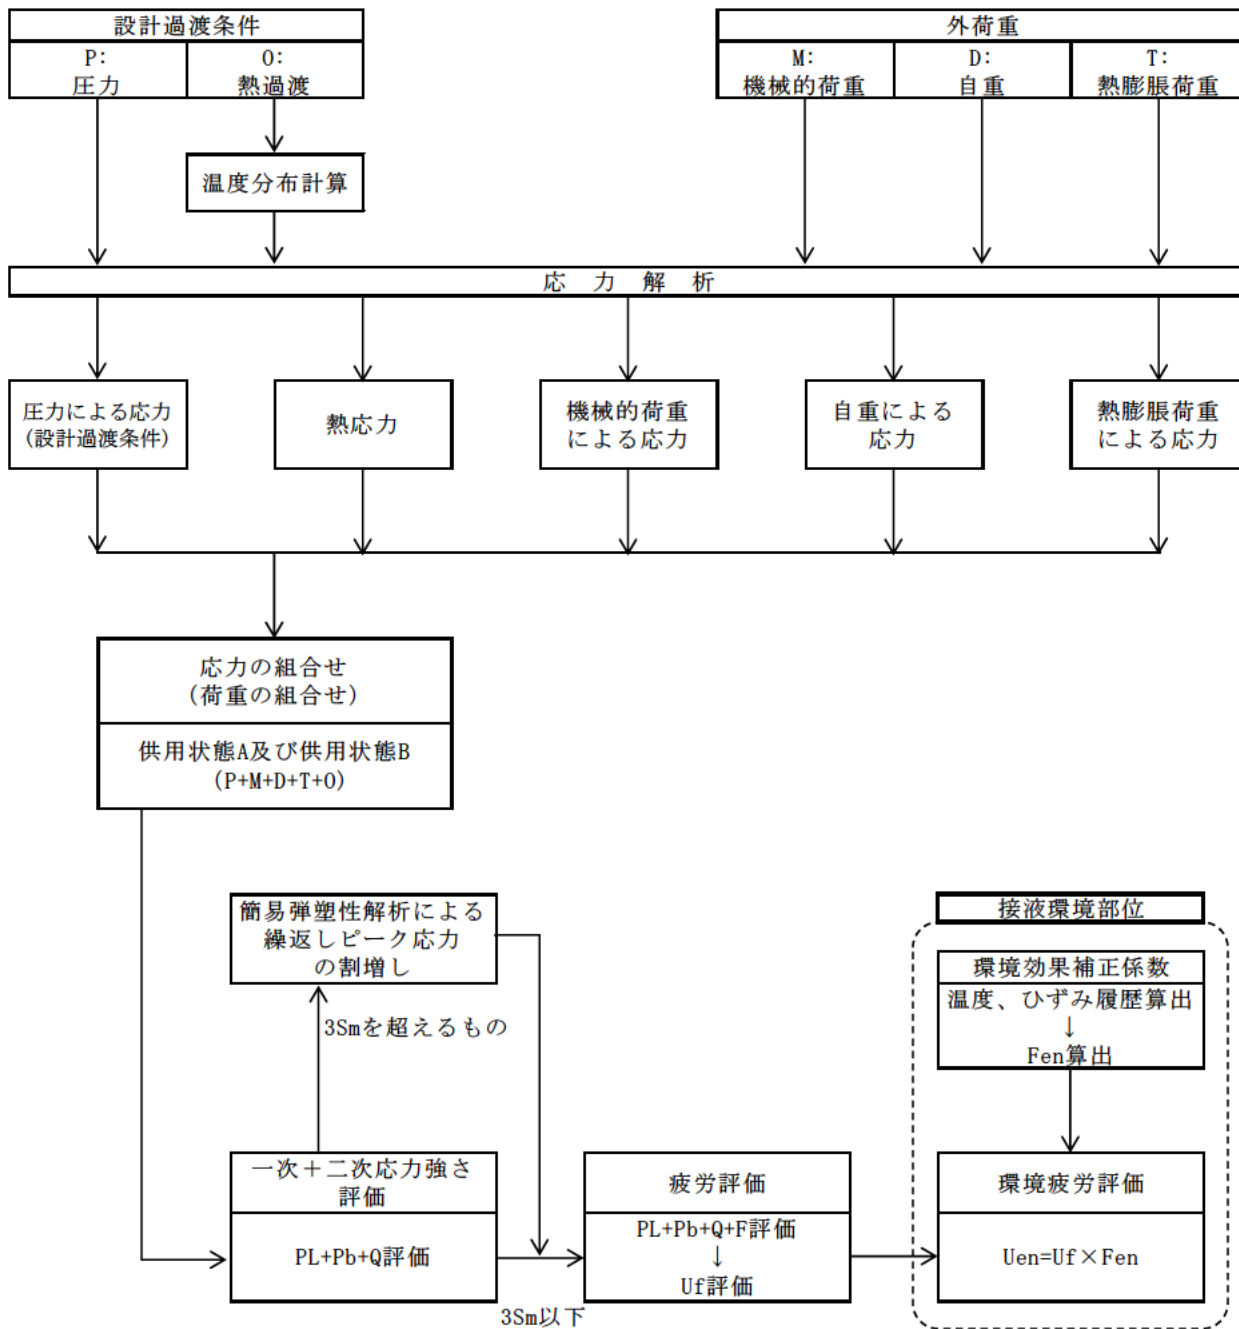 設計過渡条件
P:
圧力
O:
熱過渡
外荷重
M:
機械的荷重
D:
自重
T:
熱膨脹荷重
温度分布計算
応 力 解 析
圧力による応力
(設計過渡条件)
熱応力
機械的荷重
による応力
自重による
応力
熱膨脹荷重
による応力
応力の組合せ
(荷重の組合せ)
供用状態A及び供用状態B
(P+M+D+T+O)
簡易弾塑性解析による
繰返しピーク応力
の割増し
3Smを超えるもの
接液環境部位
環境効果補正係数
温度、ひずみ履歴算出
↓
Fen算出
一次＋二次応力強さ
評価
PL+Pb+Q評価
3Sm以下
疲労評価
PL+Pb+Q+F評価
↓
Uf評価
環境疲労評価
Uen=Uf×Fen